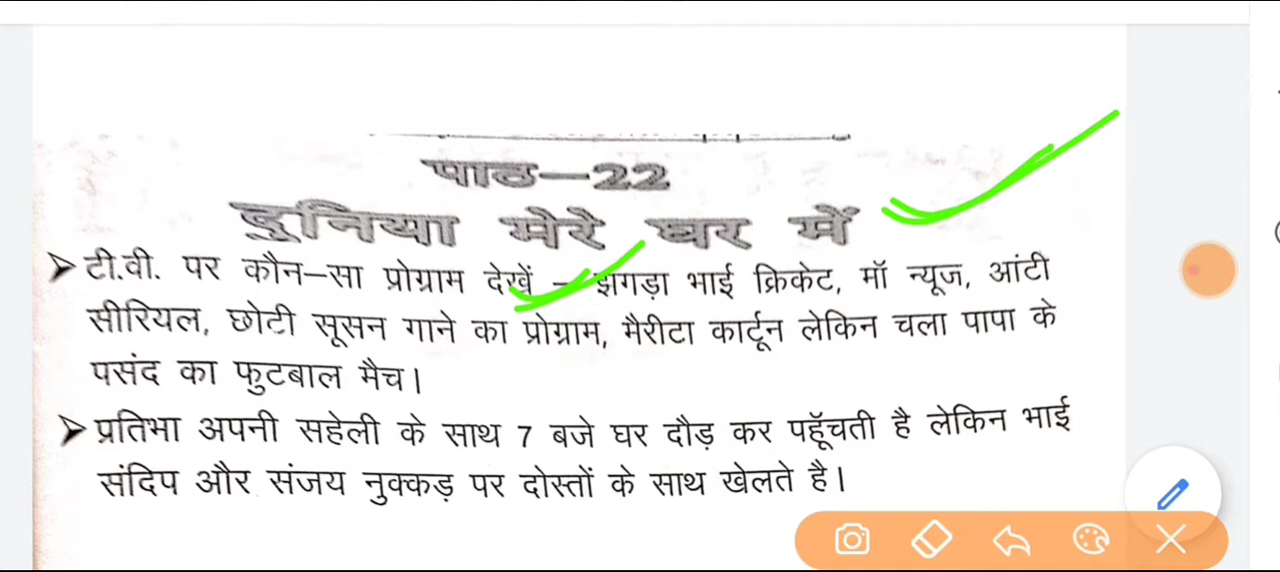 पाठ–22
दुनिया मेरे घर में
➤ टी.वी. पर कौन–सा प्रोग्राम देखें – झगड़ा भाई क्रिकेट, मॉ न्यूज, आंटी
सीरियल, छोटी सूसन गाने का प्रोग्राम, मैरीटा कार्टून लेकिन चला पापा के
पसंद का फुटबाल मैच।
➤ प्रतिभा अपनी सहेली के साथ 7 बजे घर दौड़ कर पहूॅचती है लेकिन भाई
संदिप और संजय नुक्कड़ पर दोस्तों के साथ खेलते है।